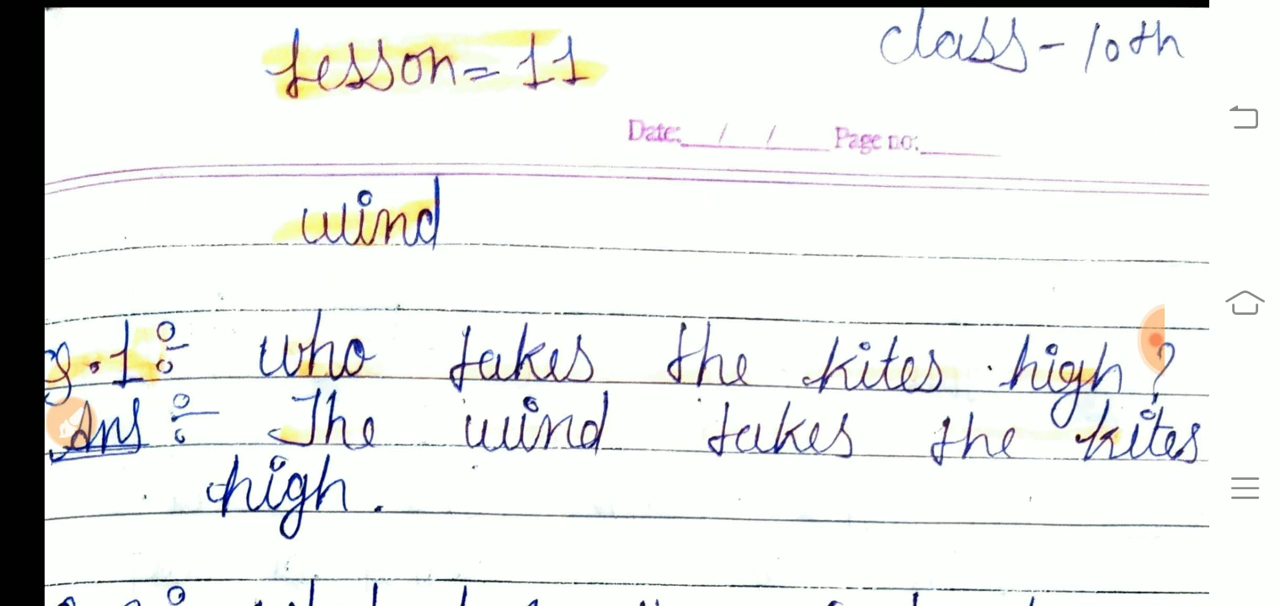 Lesson = 11
class - 10th
Date: / / Page no:
wind
Q.1÷ who takes the kites high?
Ans÷ The wind takes the kites
high.